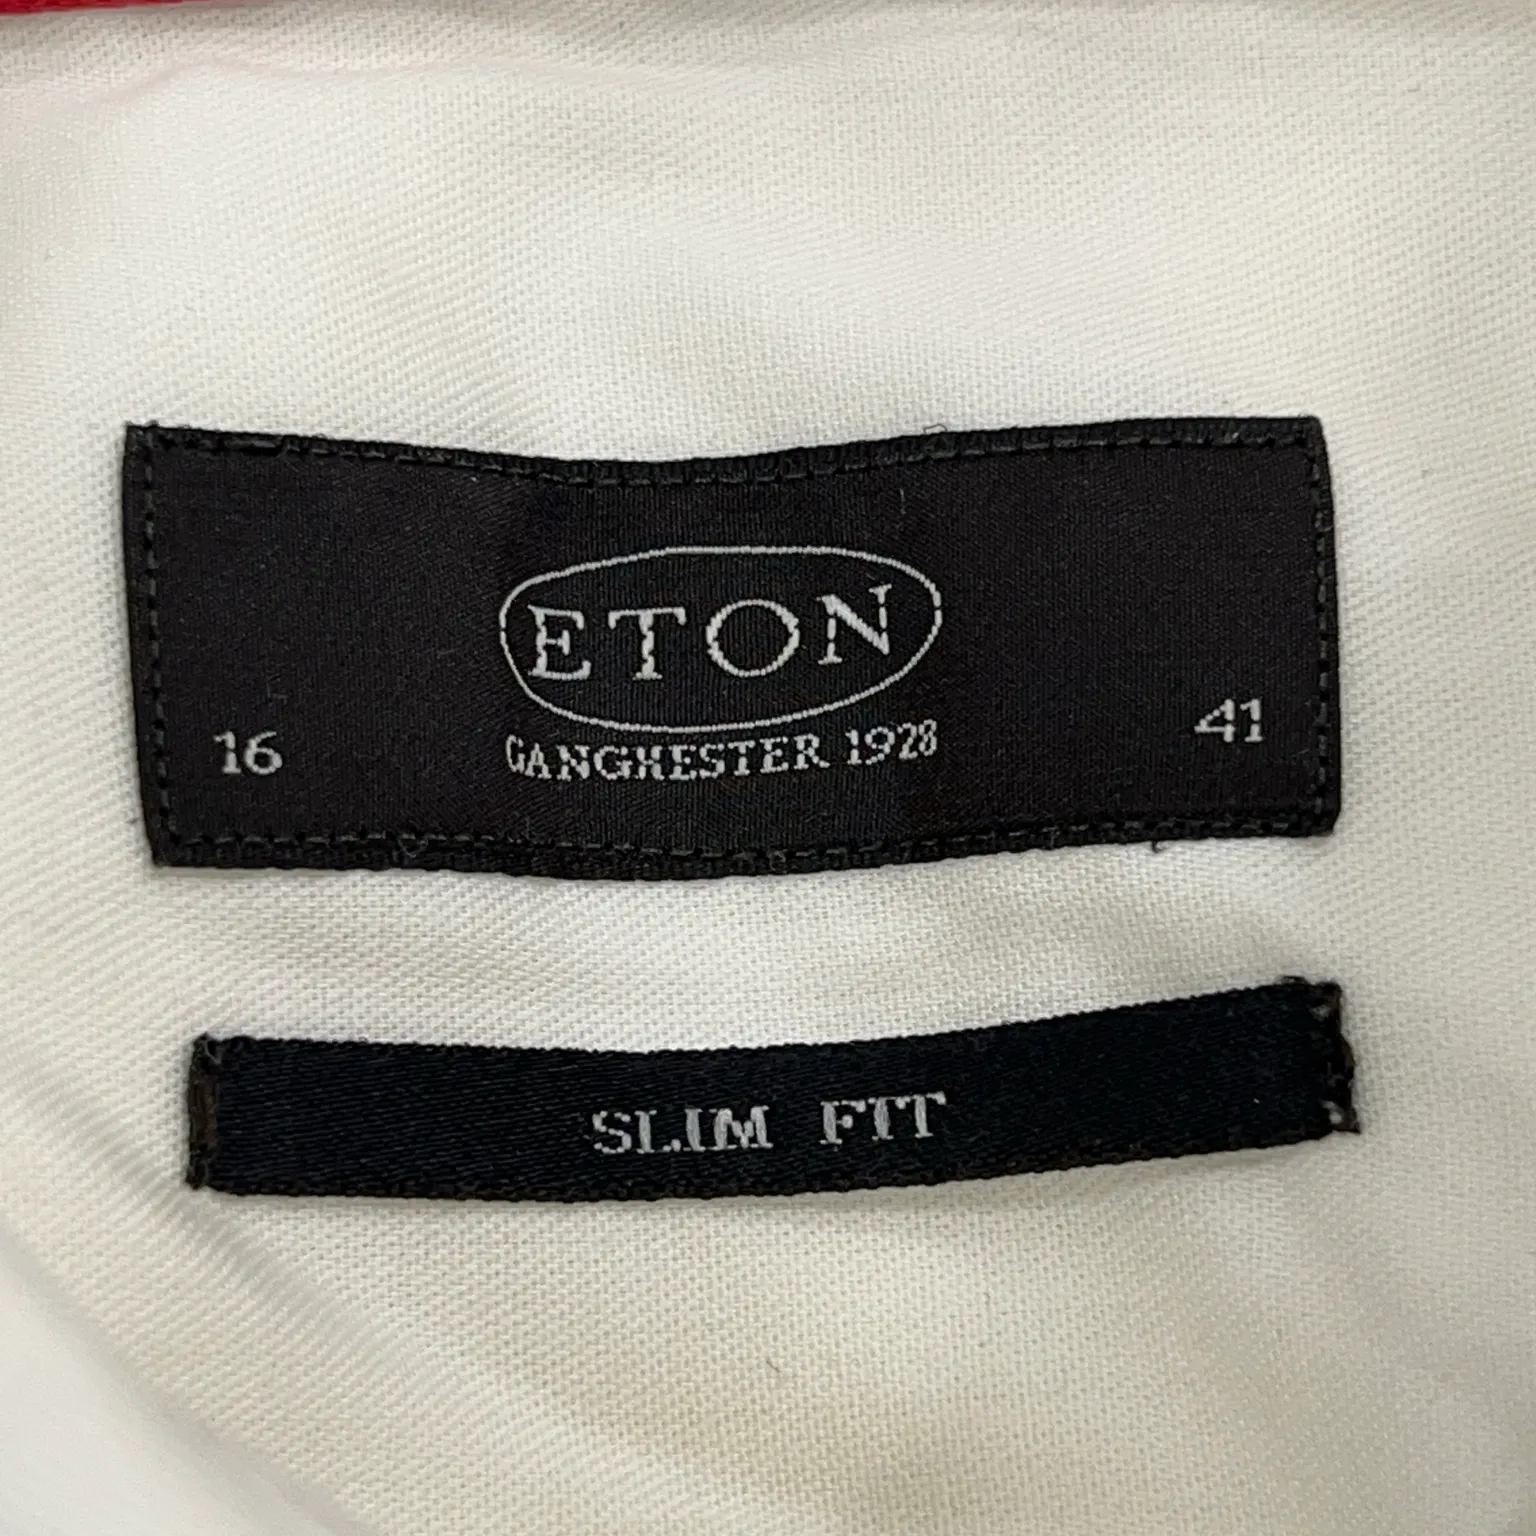 ETON
16 GANGHESTER 1928 41
SLIM FIT